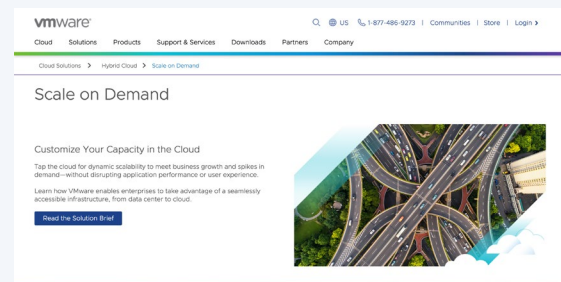 vmware
US 1-877-486-9273 | Communities | Store | Login >
Cloud Solutions Products Support & Services Downloads Partners Company
Cloud Solutions > Hybrid Cloud > Scale on Demand
Scale on Demand
Customize Your Capacity in the Cloud
Tap the cloud for dynamic scalability to meet business growth and spikes in
demand—without disrupting application performance or user experience.
Learn how VMware enterprises to take advantage of a seamlessly
accessible infrastructure, from data center to cloud.
Read the Solution Brief